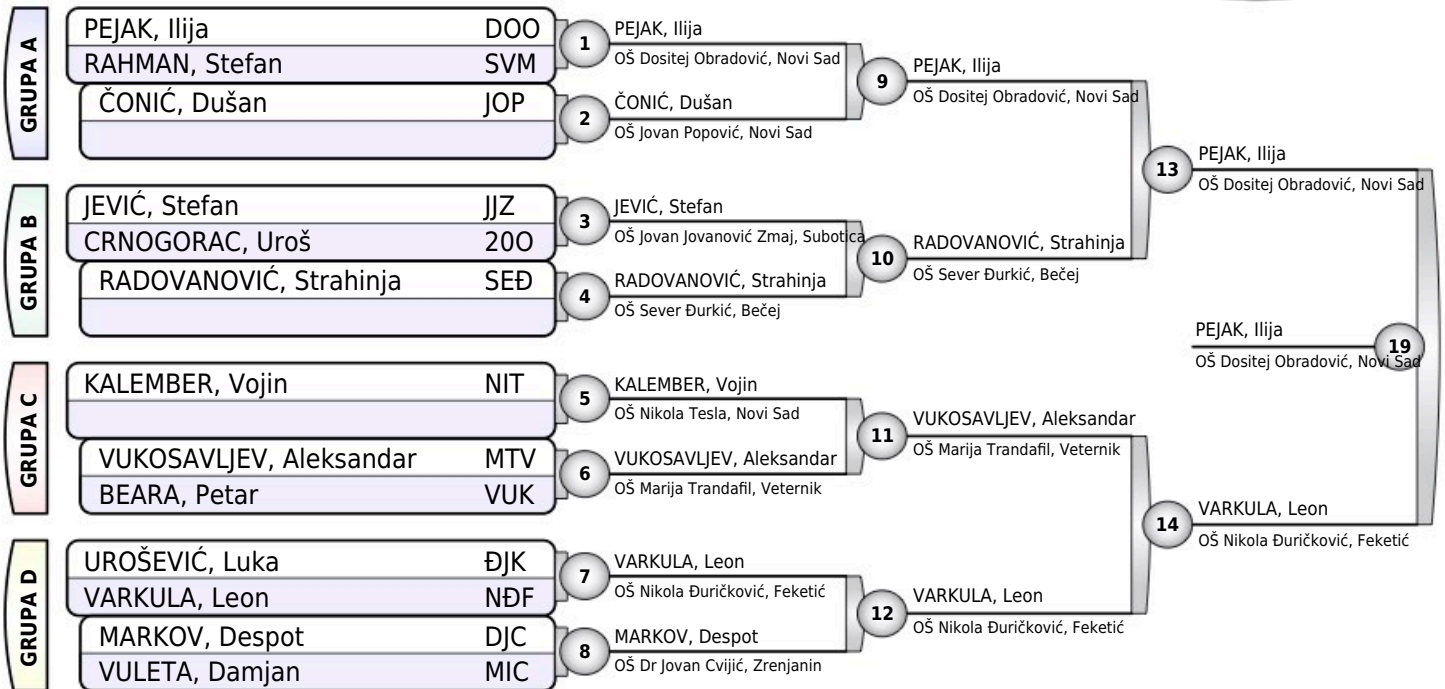 GRUPA A
PEJAK, Ilija DOO
RAHMAN, Stefan SVM
ČONIĆ, Dušan JOP
GRUPA B
JEVIĆ, Stefan JJZ
CRNOGORAC, Uroš 20O
RADOVANOVIĆ, Strahinja SEĐ
GRUPA C
KALEMBER, Vojin NIT
VUKOSAVLJEV, Aleksandar MTV
BEARA, Petar VUK
GRUPA D
UROŠEVIĆ, Luka ĐJK
VARKULA, Leon NĐF
MARKOV, Despot DJC
VULETA, Damjan MIC
1
PEJAK, Ilija
OŠ Dositej Obradović, Novi Sad
2
ČONIĆ, Dušan
OŠ Jovan Popović, Novi Sad
3
JEVIĆ, Stefan
OŠ Jovan Jovanović Zmaj, Subotica
4
RADOVANOVIĆ, Strahinja
OŠ Sever Đurkić, Bečej
5
KALEMBER, Vojin
OŠ Nikola Tesla, Novi Sad
6
VUKOSAVLJEV, Aleksandar
OŠ Marija Trandafil, Veternik
7
VARKULA, Leon
OŠ Nikola Đuričković, Feketić
8
MARKOV, Despot
OŠ Dr Jovan Cvijić, Zrenjanin
9
PEJAK, Ilija
OŠ Dositej Obradović, Novi Sad
10
RADOVANOVIĆ, Strahinja
OŠ Sever Đurkić, Bečej
11
VUKOSAVLJEV, Aleksandar
OŠ Marija Trandafil, Veternik
12
VARKULA, Leon
OŠ Nikola Đuričković, Feketić
13
PEJAK, Ilija
OŠ Dositej Obradović, Novi Sad
14
VARKULA, Leon
OŠ Nikola Đuričković, Feketić
19
PEJAK, Ilija
OŠ Dositej Obradović, Novi Sad